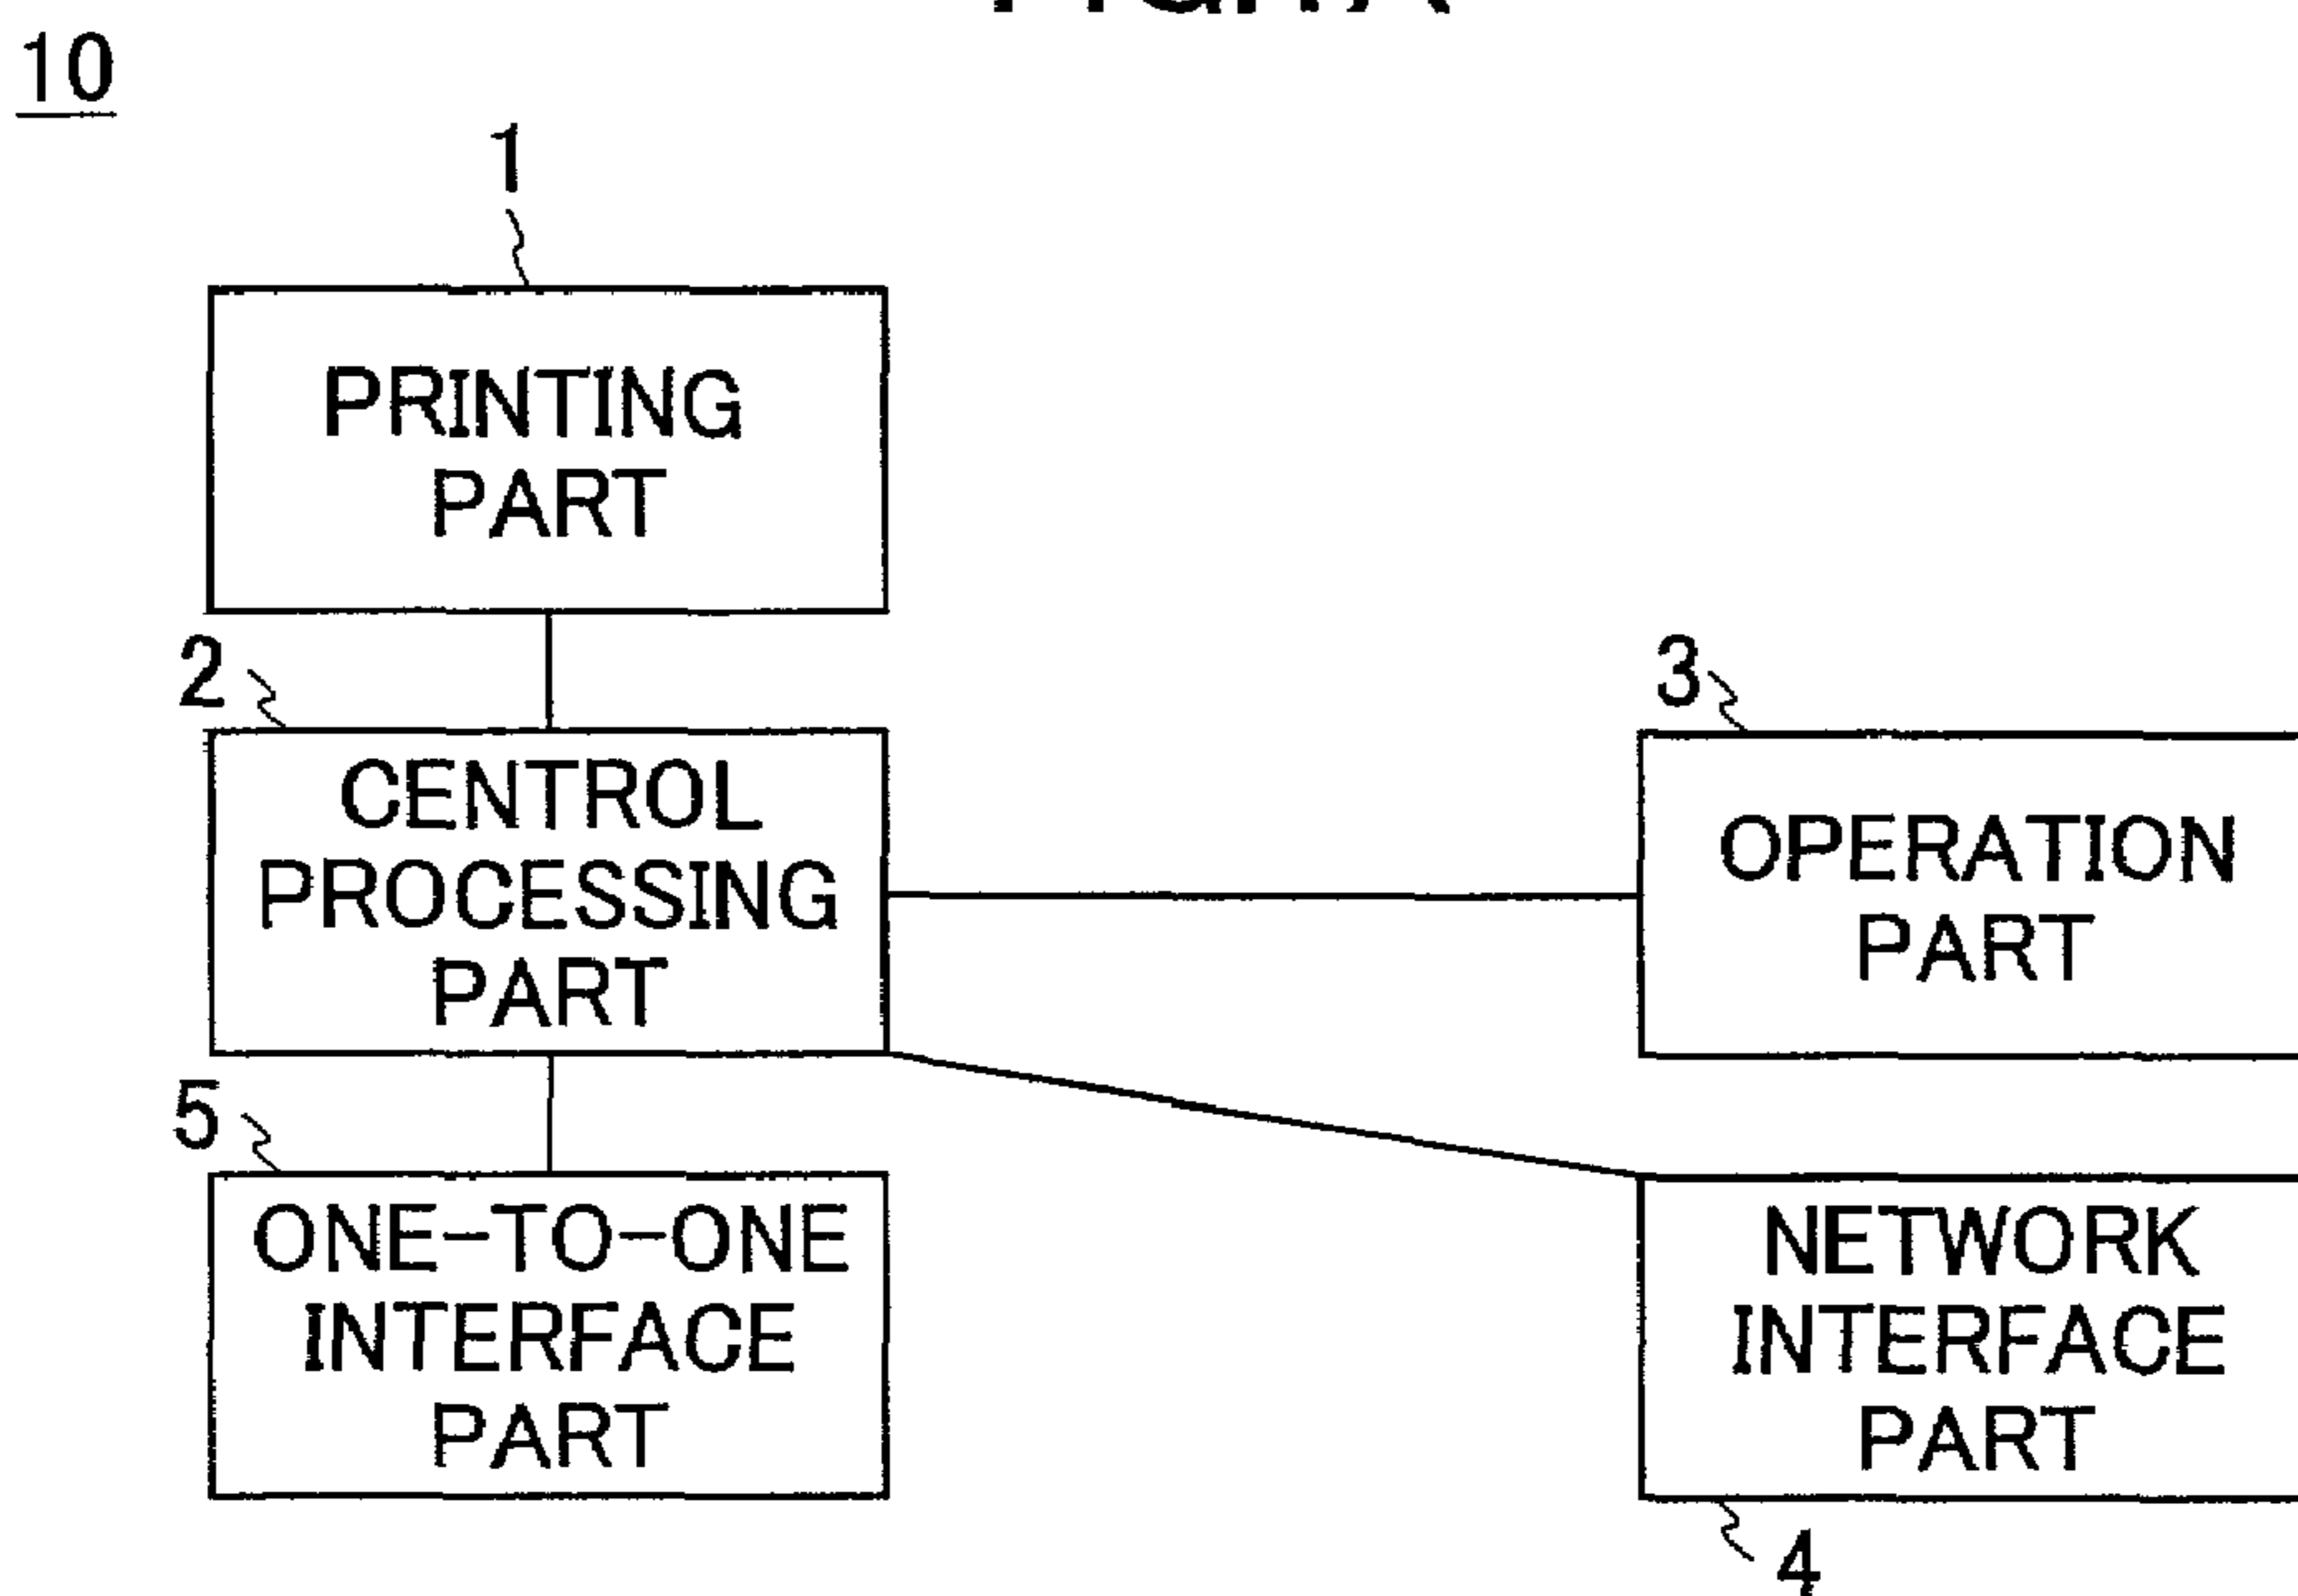 10
1
PRINTING
PART
2
CENTROL
PROCESSING
PART
3
OPERATION
PART
5
ONE-TO-ONE
INTERFACE
PART
NETWORK
INTERFACE
PART
4